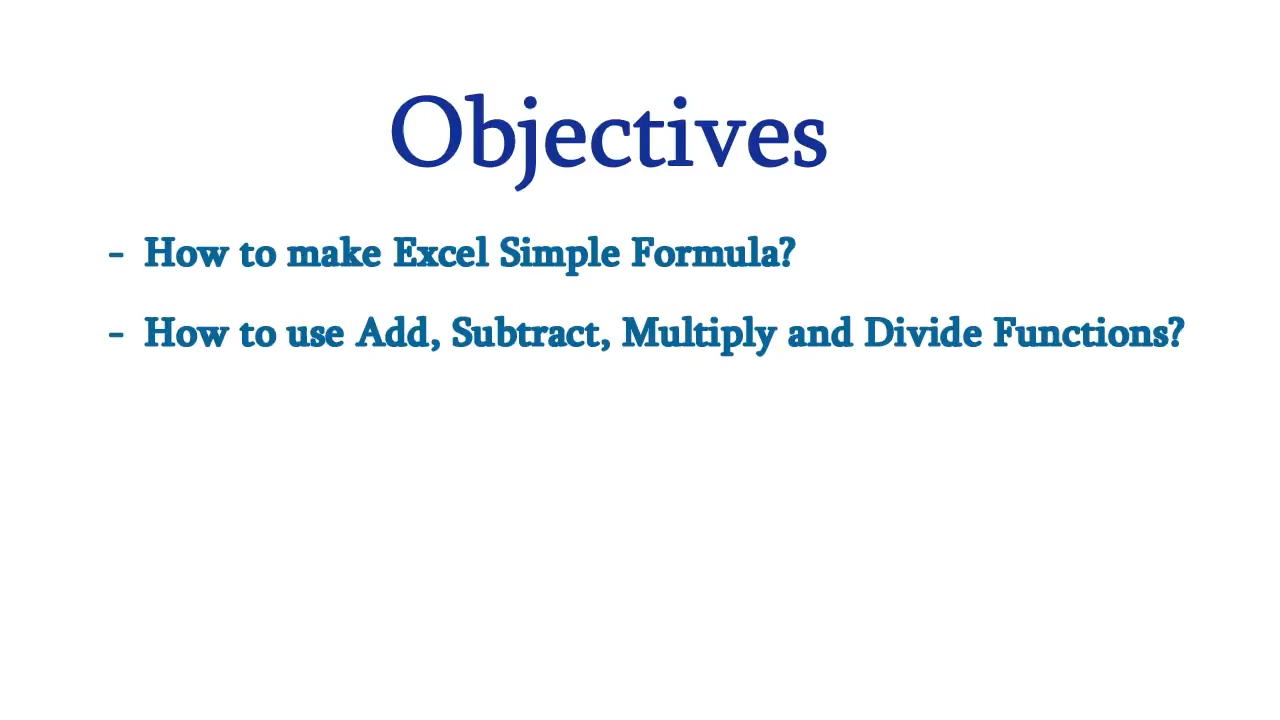 Objectives
- How to make Excel Simple Formula?
- How to use Add, Subtract, Multiply and Divide Functions?